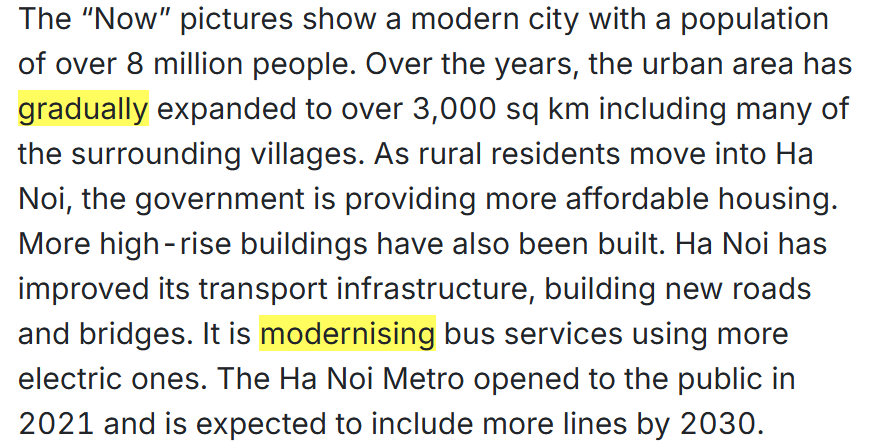 The “Now” pictures show a modern city with a population
of over 8 million people. Over the years, the urban area has
gradually expanded to over 3,000 sq km including many of
the surrounding villages. As rural residents move into Ha
Noi, the government is providing more affordable housing.
More high-rise buildings have also been built. Ha Noi has
improved its transport infrastructure, building new roads
and bridges. It is modernising bus services using more
electric ones. The Ha Noi Metro opened to the public in
2021 and is expected to include more lines by 2030.